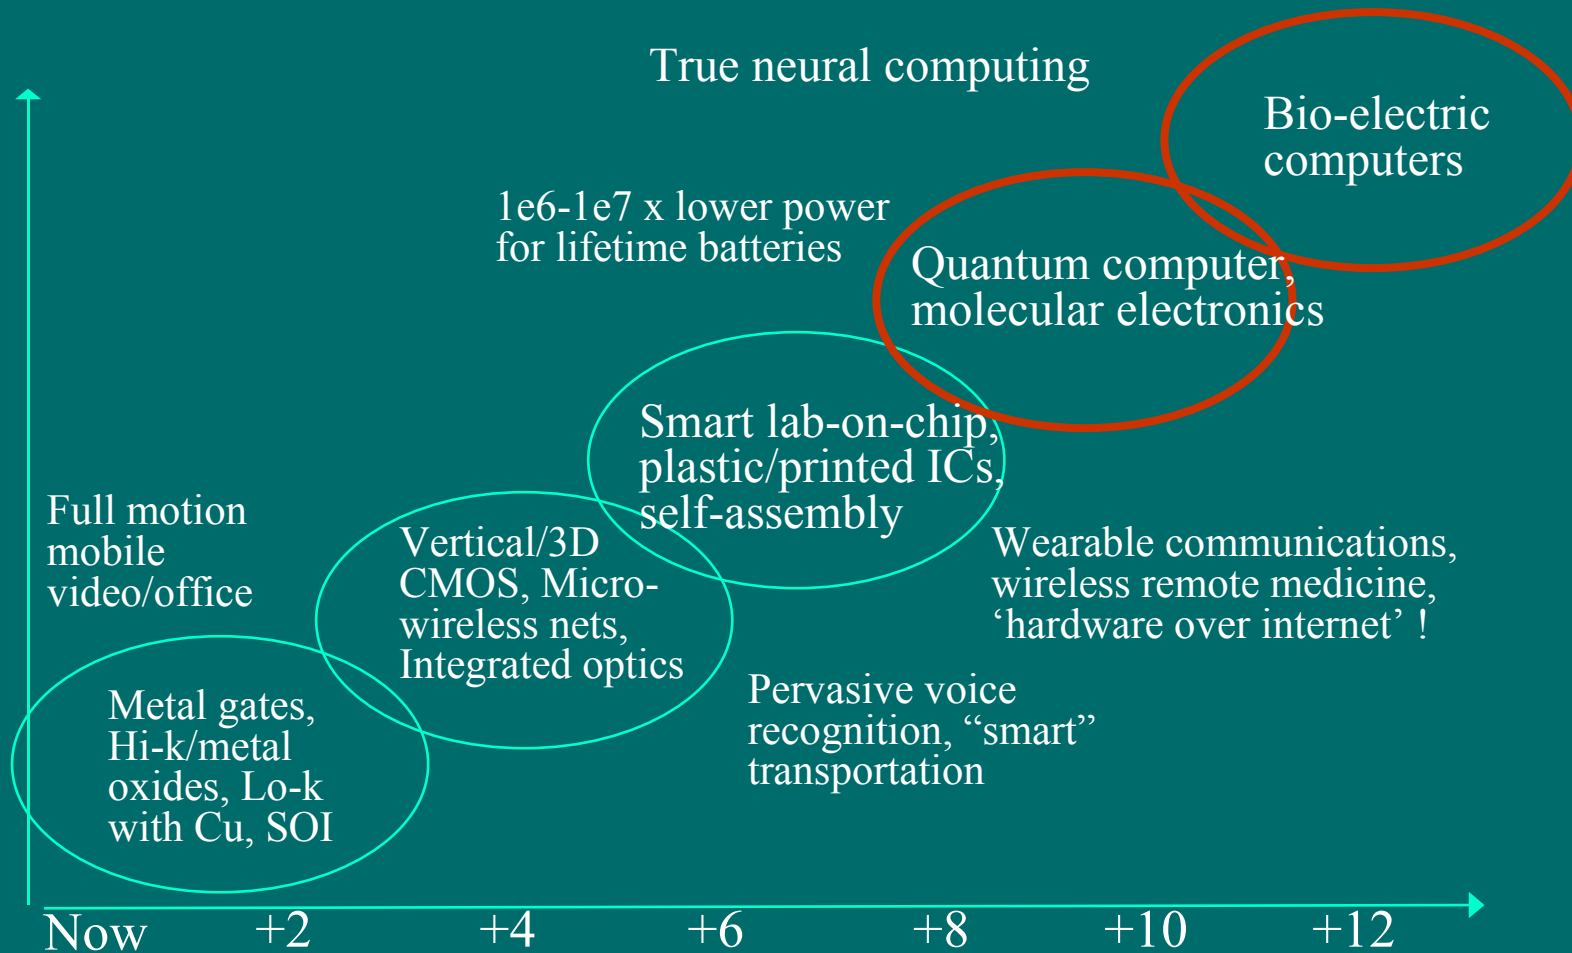 True neural computing
Bio-electric
computers
1e6-1e7 x lower power
for lifetime batteries
Quantum computer,
molecular electronics
Smart lab-on-chip,
plastic/printed ICs,
self-assembly
Full motion
mobile
video/office
Vertical/3D
CMOS, Micro-
wireless nets,
Integrated optics
Wearable communications,
wireless remote medicine,
‘hardware over internet’ !
Metal gates,
Hi-k/metal
oxides, Lo-k
with Cu, SOI
Pervasive voice
recognition, “smart”
transportation
Now +2 +4 +6 +8 +10 +12